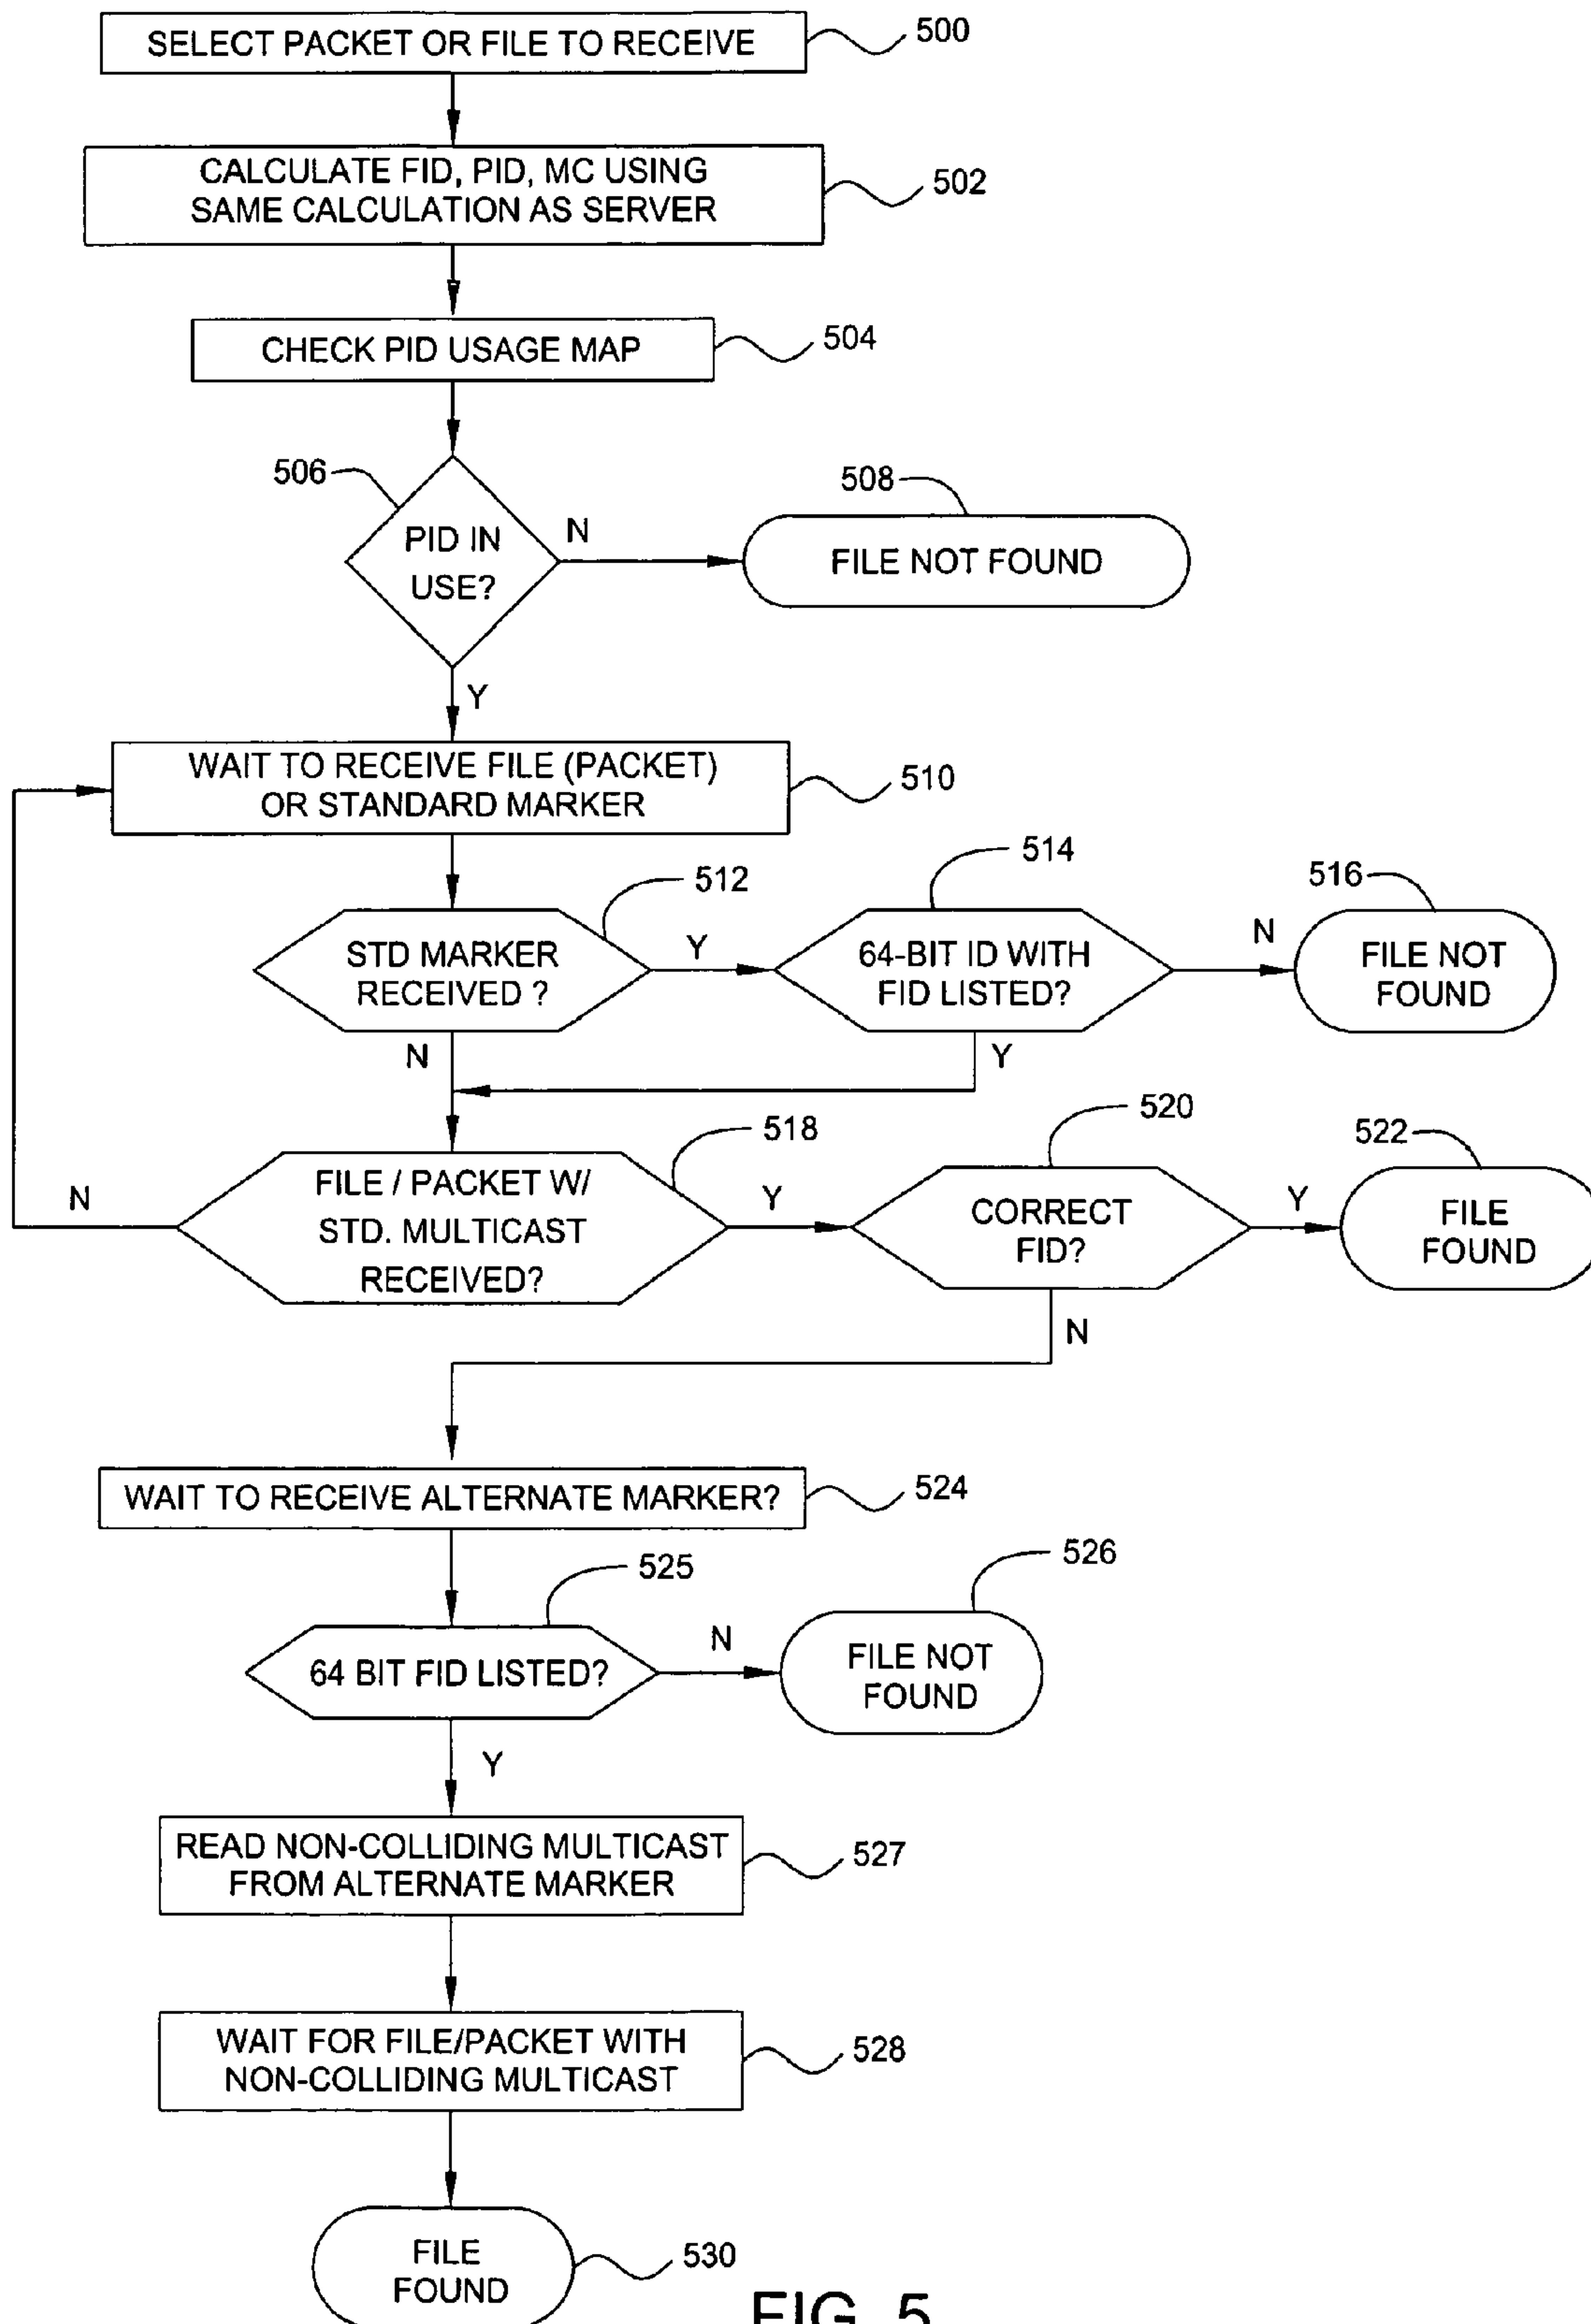 SELECT PACKET OR FILE TO RECEIVE
500
CALCULATE FID, PID, MC USING
SAME CALCULATION AS SERVER
502
CHECK PID USAGE MAP
504
506
PID IN
USE?
N
508
FILE NOT FOUND
Y
WAIT TO RECEIVE FILE (PACKET)
OR STANDARD MARKER
510
512
STD MARKER
RECEIVED ?
Y
514
64-BIT ID WITH
FID LISTED?
N
516
FILE NOT
FOUND
N
Y
518
FILE / PACKET W/
STD. MULTICAST
RECEIVED?
N
Y
520
CORRECT
FID?
Y
522
FILE
FOUND
N
WAIT TO RECEIVE ALTERNATE MARKER?
524
525
64 BIT FID LISTED?
N
526
FILE NOT
FOUND
Y
READ NON-COLLIDING MULTICAST
FROM ALTERNATE MARKER
527
WAIT FOR FILE/PACKET WITH
NON-COLLIDING MULTICAST
528
FILE
FOUND
530
FIG. 5